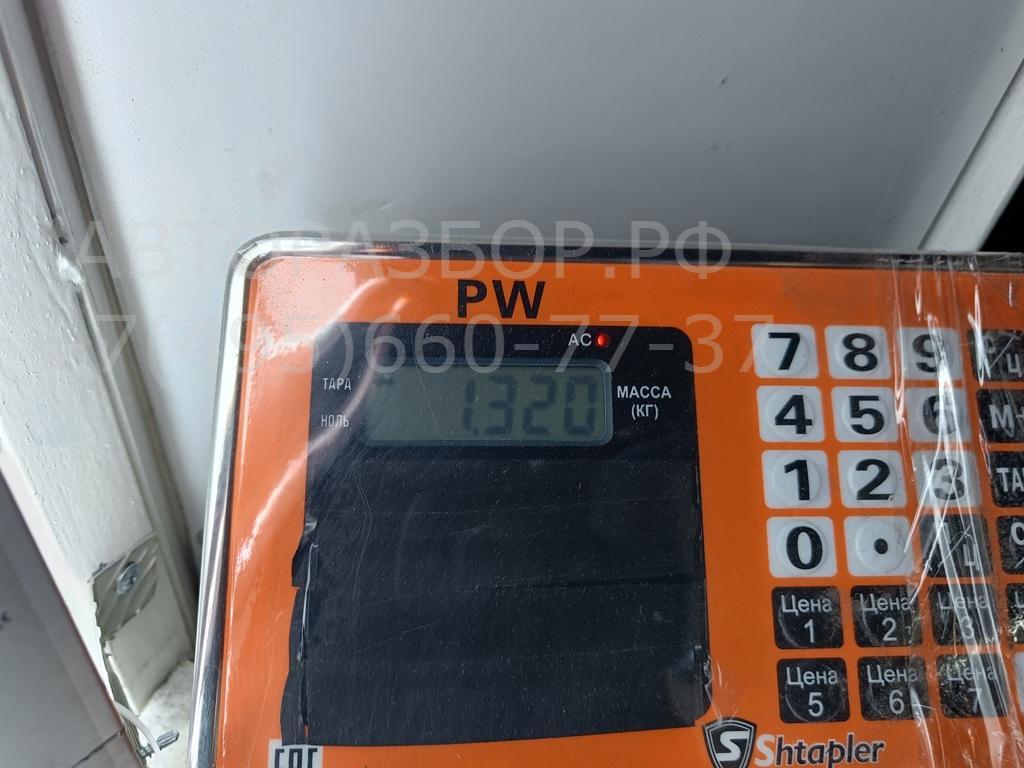 АВТОРАЗБОР.РФ
7(495)660-77-37
PW
AC
ТАРА
НОЛЬ
1.320
МАССА
(КГ)
7 8 9
4 5 6 М+
1 2 3
0 .
Цена 1
Цена 2
Цена 3
Цена 5
Цена 6
Цена 7
EAC
S Shtapler